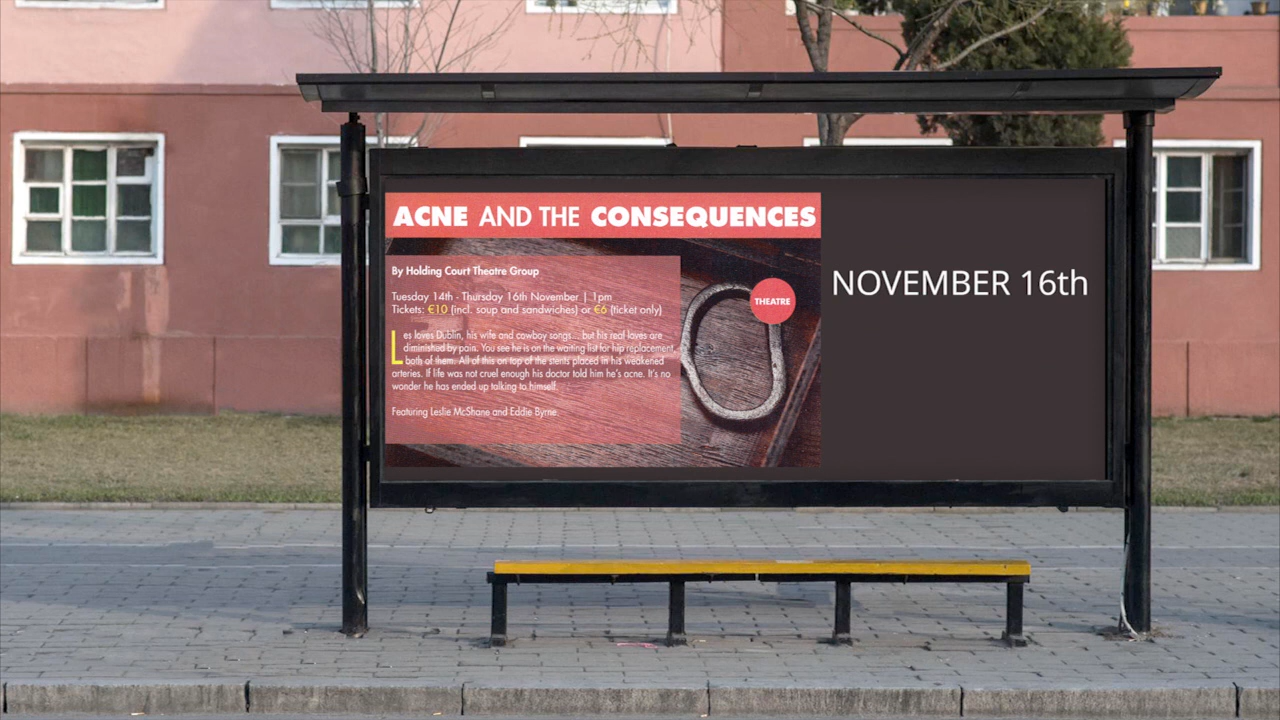 ACNE AND THE CONSEQUENCES
By Holding Court Theatre Group
Tuesday 14th - Thursday 16th November | 1pm
Tickets: €10 (incl. soup and sandwiches) or €6 (ticket only)
Les loves Dublin, his wife and cowboy songs... but his real loves are
diminished by pain. You see he is on the waiting list for hip replacement,
both of them. All of this on top of the stents placed in his weakened
arteries. If life was not cruel enough his doctor told him he's acne. It's no
wonder he has ended up talking to himself.
Featuring Leslie McShane and Eddie Byrne.
THEATRE
NOVEMBER 16th